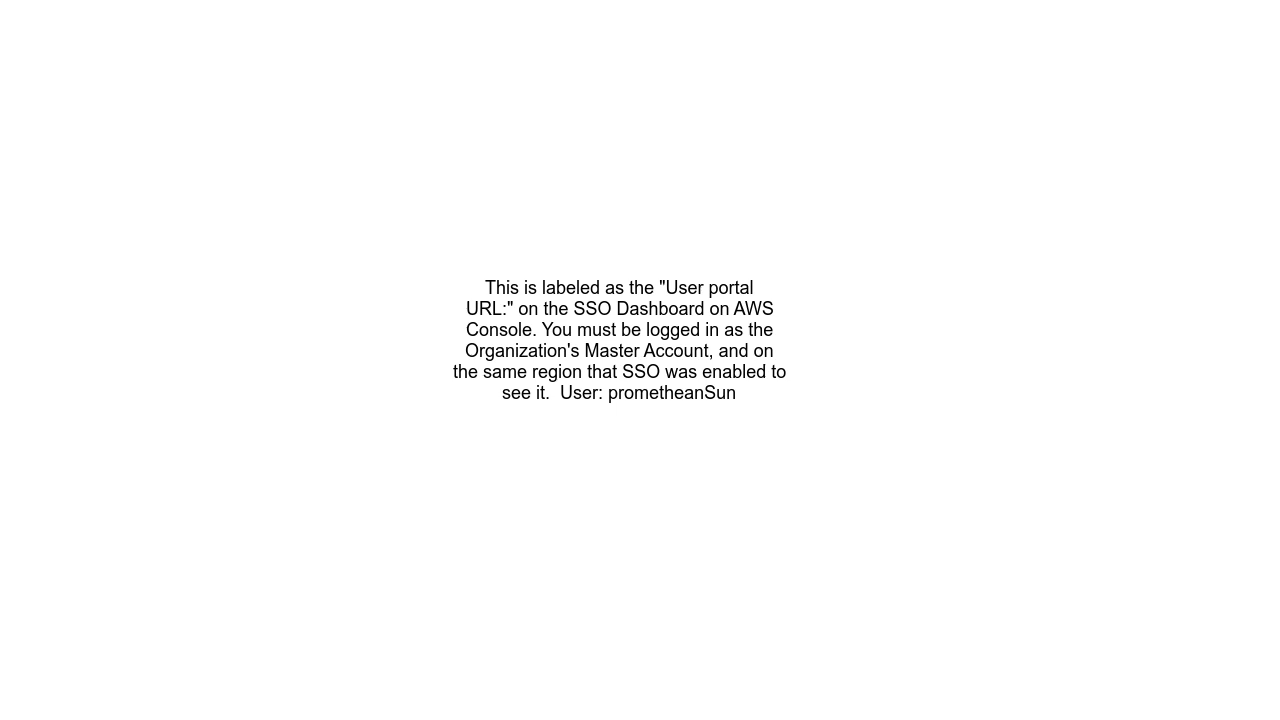 This is labeled as the "User portal
URL:" on the SSO Dashboard on AWS
Console. You must be logged in as the
Organization's Master Account, and on
the same region that SSO was enabled to
see it.  User: prometheanSun